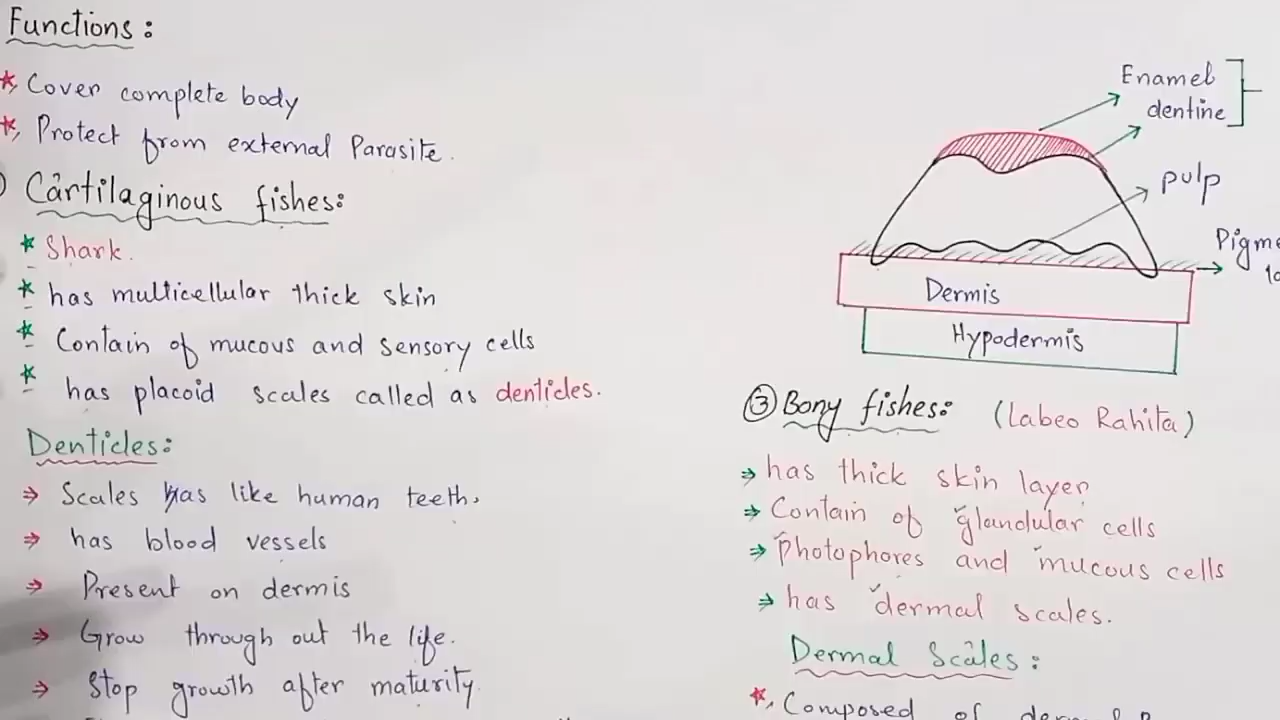 Functions:
Cover complete body
Protect from external Parasite.
Cartilaginous fishes:
Shark.
has multicellular thick skin
Contain of mucous and sensory cells
has placoid scales called as denticles.
Denticles:
Scales has like human teeth.
has blood vessels
Present on dermis
Grow through out the life.
Stop growth after maturity
Enamel
dentine
pulp
Dermis
Hypodermis
③ Bony fishes: (Labeo Rahita)
has thick skin layer
Contain of glandular cells
Photophores and mucous cells
has dermal scales.
Dermal Scales:
Composed of